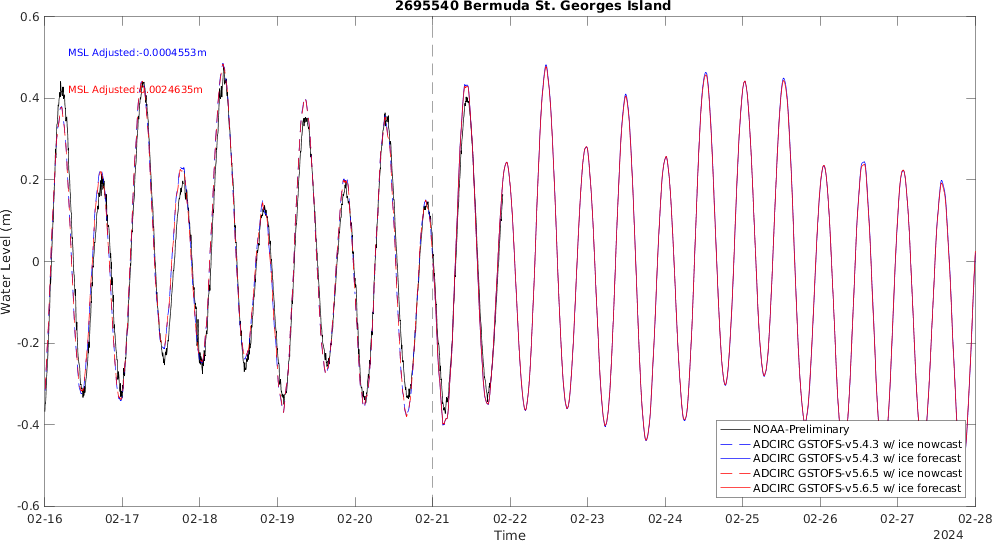 2695540 Bermuda St. Georges Island
0.6
0.4
0.2
0
-0.2
-0.4
-0.6
Water Level (m)
MSL Adjusted:-0.0004553m
MSL Adjusted:0.0024635m
NOAA-Preliminary
ADCIRC GSTOFS-v5.4.3 w/ ice nowcast
ADCIRC GSTOFS-v5.4.3 w/ ice forecast
ADCIRC GSTOFS-v5.6.5 w/ ice nowcast
ADCIRC GSTOFS-v5.6.5 w/ ice forecast
02-16 02-17 02-18 02-19 02-20 02-21 02-22 02-23 02-24 02-25 02-26 02-27 02-28
Time
2024